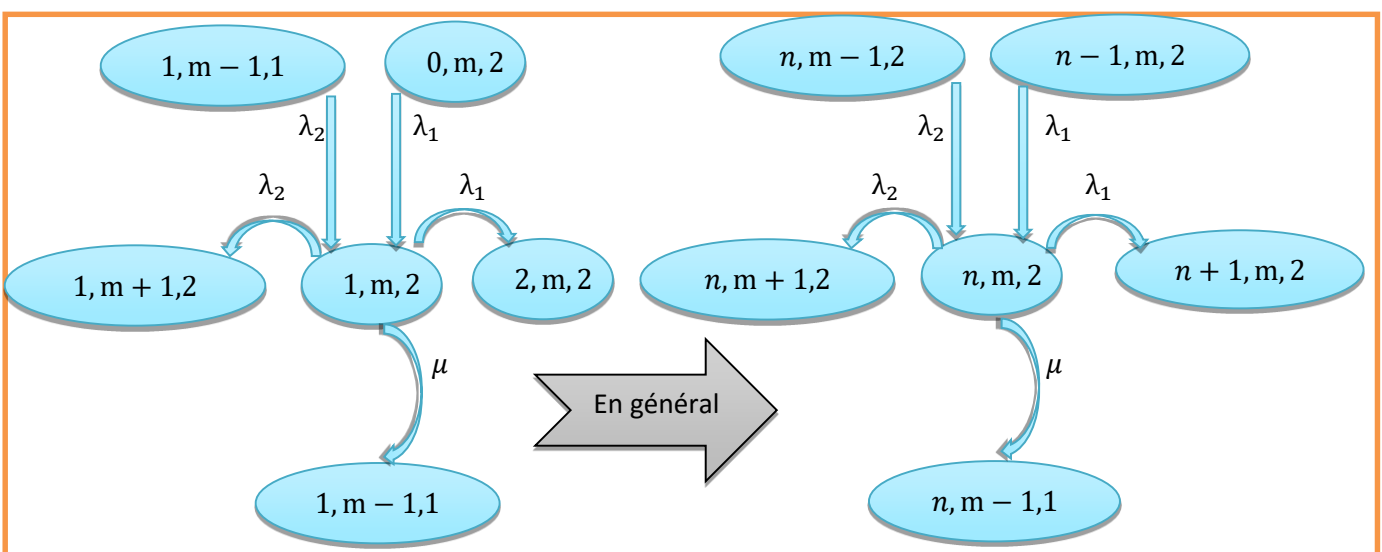 1, m − 1,1
0, m, 2
n, m − 1,2
n − 1, m, 2
λ₂
λ₁
λ₂
λ₁
λ₂
λ₁
λ₂
λ₁
1, m + 1,2
1, m, 2
2, m, 2
n, m + 1,2
n, m, 2
n + 1, m, 2
μ
μ
En général
1, m − 1,1
n, m − 1,1